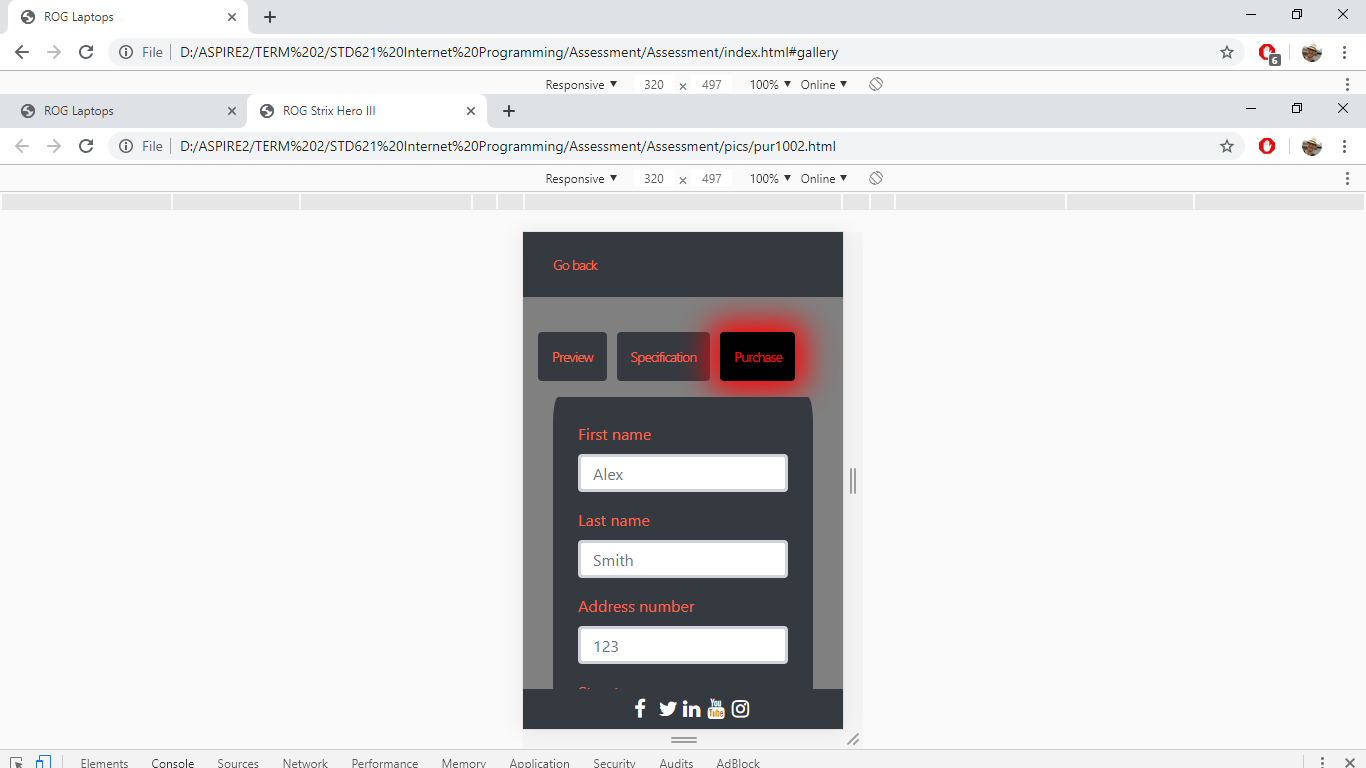 ROG Laptops
File D:/ASPIRE2/TERM%202/STD621%20Internet%20Programming/Assessment/Assessment/index.html#gallery 6
Responsive 320 × 497 100% Online
ROG Laptops ROG Strix Hero III
File D:/ASPIRE2/TERM%202/STD621%20Internet%20Programming/Assessment/Assessment/pics/pur1002.html
Responsive 320 × 497 100% Online
Go back
Preview Specification Purchase
First name
Alex
Last name
Smith
Address number
123
You Tube
Elements Console Sources Network Performance Memory Application Security Audits AdBlock